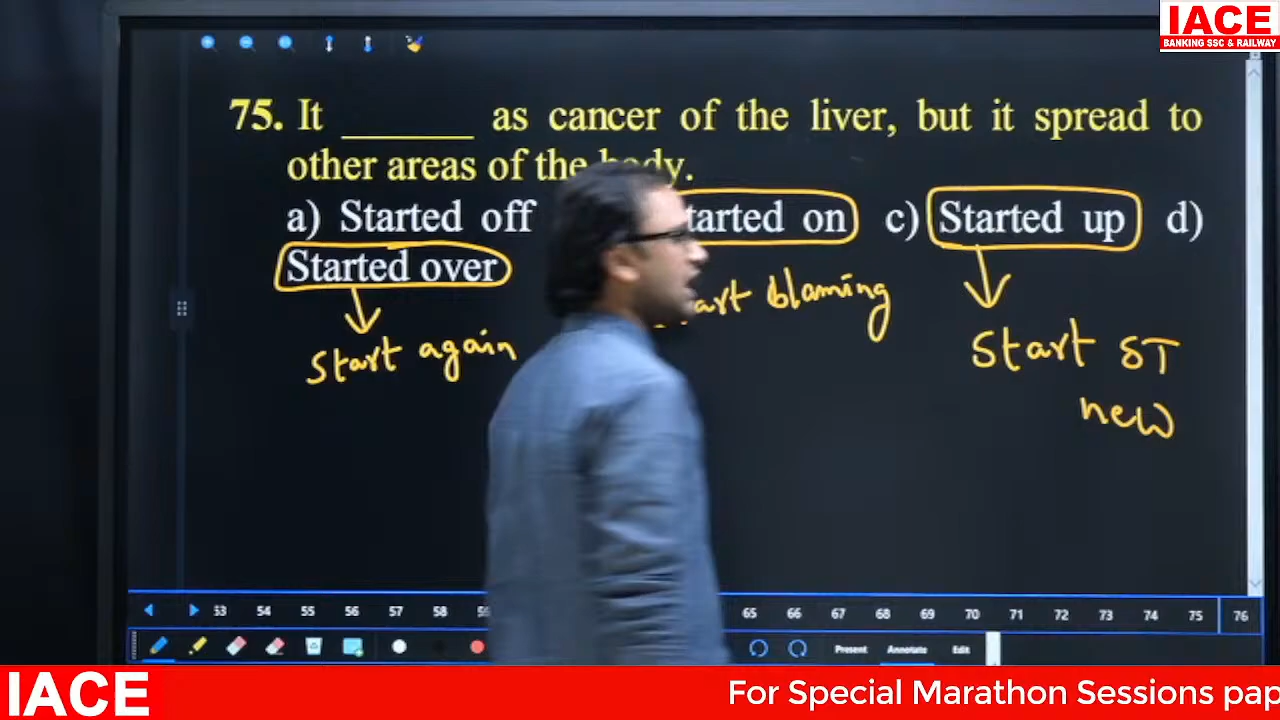 IACE
BANKING SSC & RAILWAY
75. It ______ as cancer of the liver, but it spread to
other areas of the body.
a) Started off tarted on c) Started up d)
Started over
Start again
art blaming
Start ST
new
53 54 55 56 57 58 65 66 67 68 69 70 71 72 73 74 75 76
Present Annotate Edit
IACE For Special Marathon Sessions pap